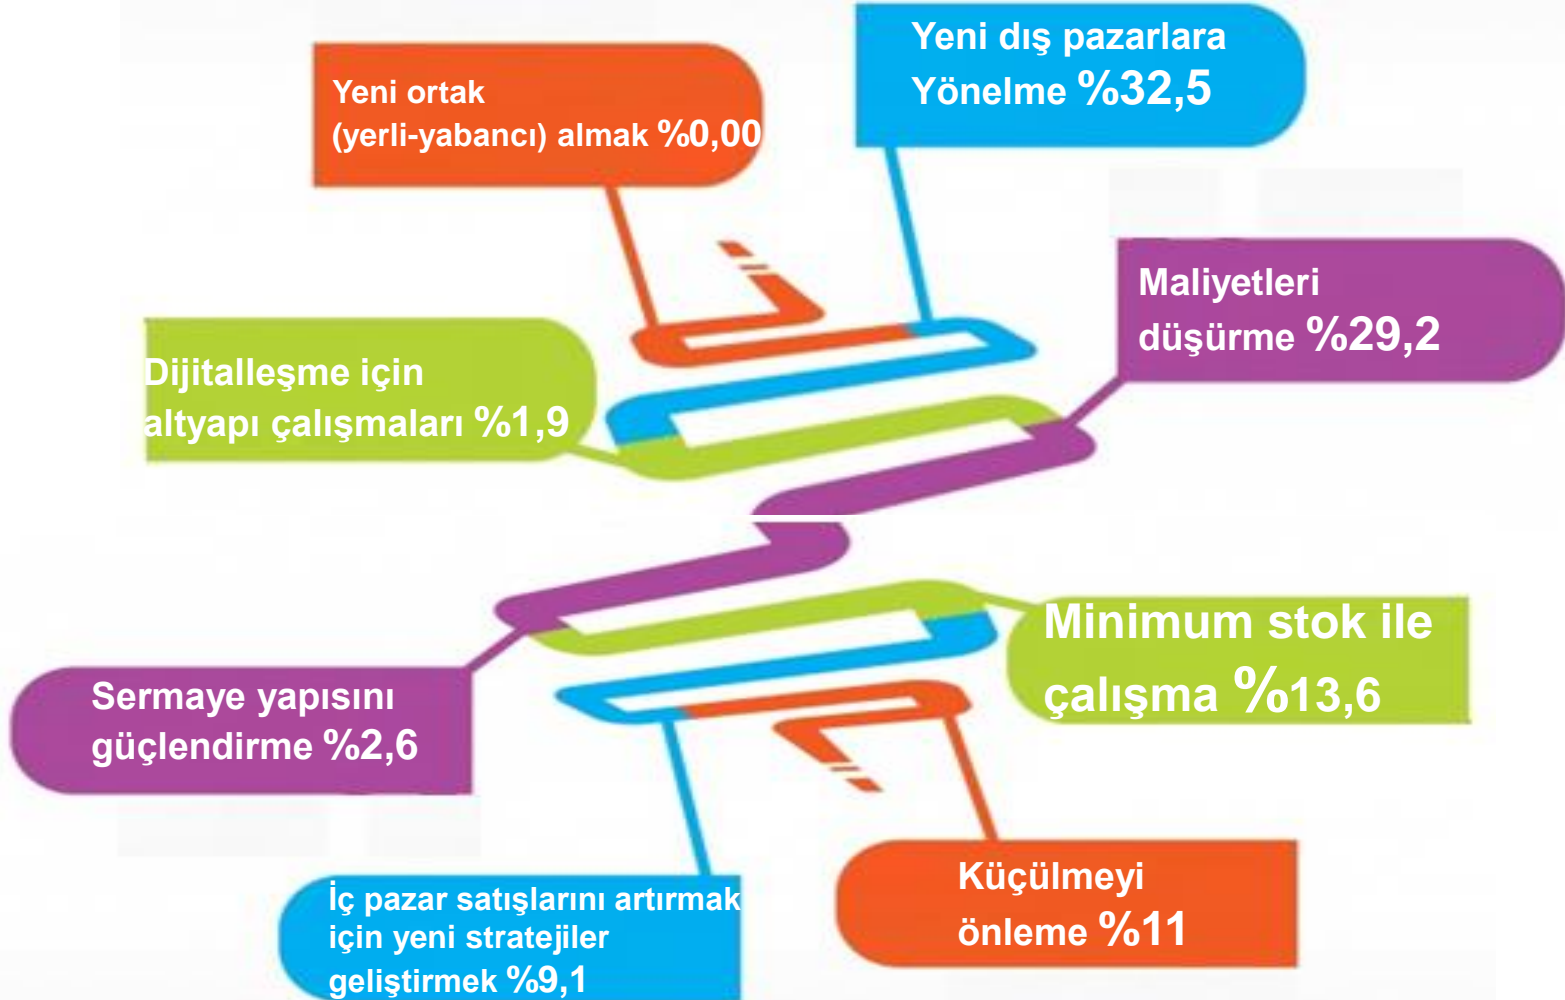 Yeni ortak
(yerli-yabancı) almak %0,00
Yeni dış pazarlara
Yönelme %32,5
Maliyetleri
düşürme %29,2
Dijitalleşme için
altyapı çalışmaları %1,9
Minimum stok ile
çalışma %13,6
Sermaye yapısını
güçlendirme %2,6
Küçülmeyi
önleme %11
İç pazar satışlarını artırmak
için yeni stratejiler
geliştirmek %9,1